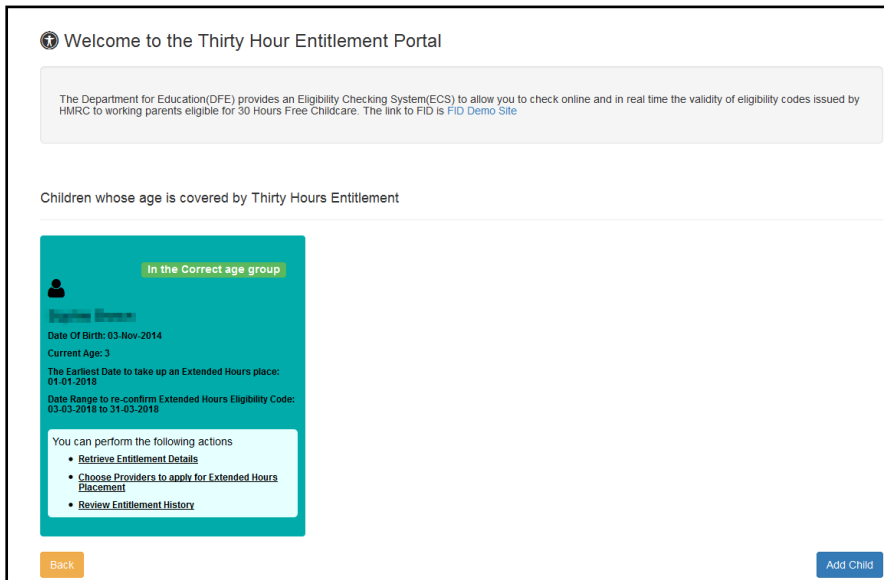 Welcome to the Thirty Hour Entitlement Portal
The Department for Education(DFE) provides an Eligibility Checking System(ECS) to allow you to check online and in real time the validity of eligibility codes issued by
HMRC to working parents eligible for 30 Hours Free Childcare. The link to FID is FID Demo Site
Children whose age is covered by Thirty Hours Entitlement
In the Correct age group
Date Of Birth: 03-Nov-2014
Current Age: 3
The Earliest Date to take up an Extended Hours place:
01-01-2018
Date Range to re-confirm Extended Hours Eligibility Code:
03-03-2018 to 31-03-2018
You can perform the following actions
Retrieve Entitlement Details
Choose Providers to apply for Extended Hours
Placement
Review Entitlement History
Back
Add Child